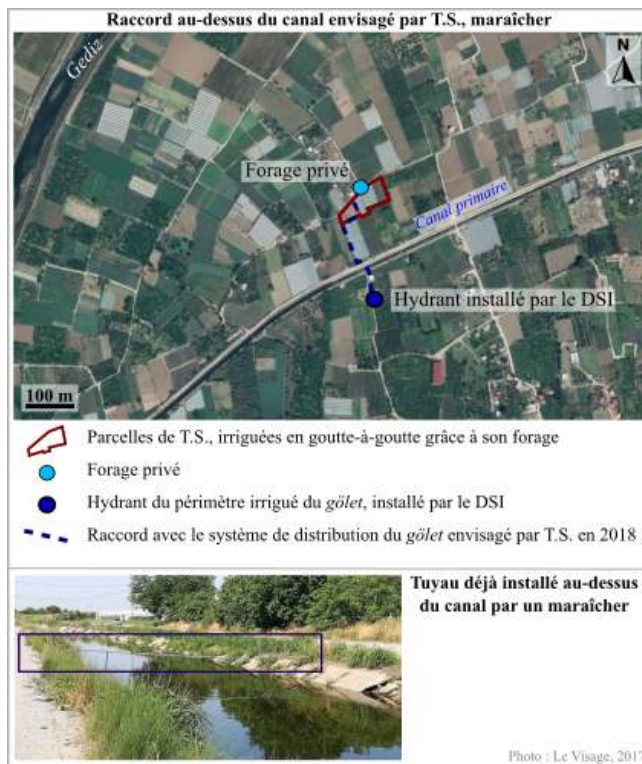 Raccord au-dessus du canal envisagé par T.S., maraîcher
N
Gediz
Forage privé
Canal primaire
Hydrant installé par le DSI
100 m
Parcelles de T.S., irriguées en goutte-à-goutte grâce à son forage
Forage privé
Hydrant du périmètre irrigué du gölet, installé par le DSI
Raccord avec le système de distribution du gölet envisagé par T.S. en 2018
Tuyau déjà installé au-dessus
du canal par un maraîcher
Photo : Le Visage, 2017